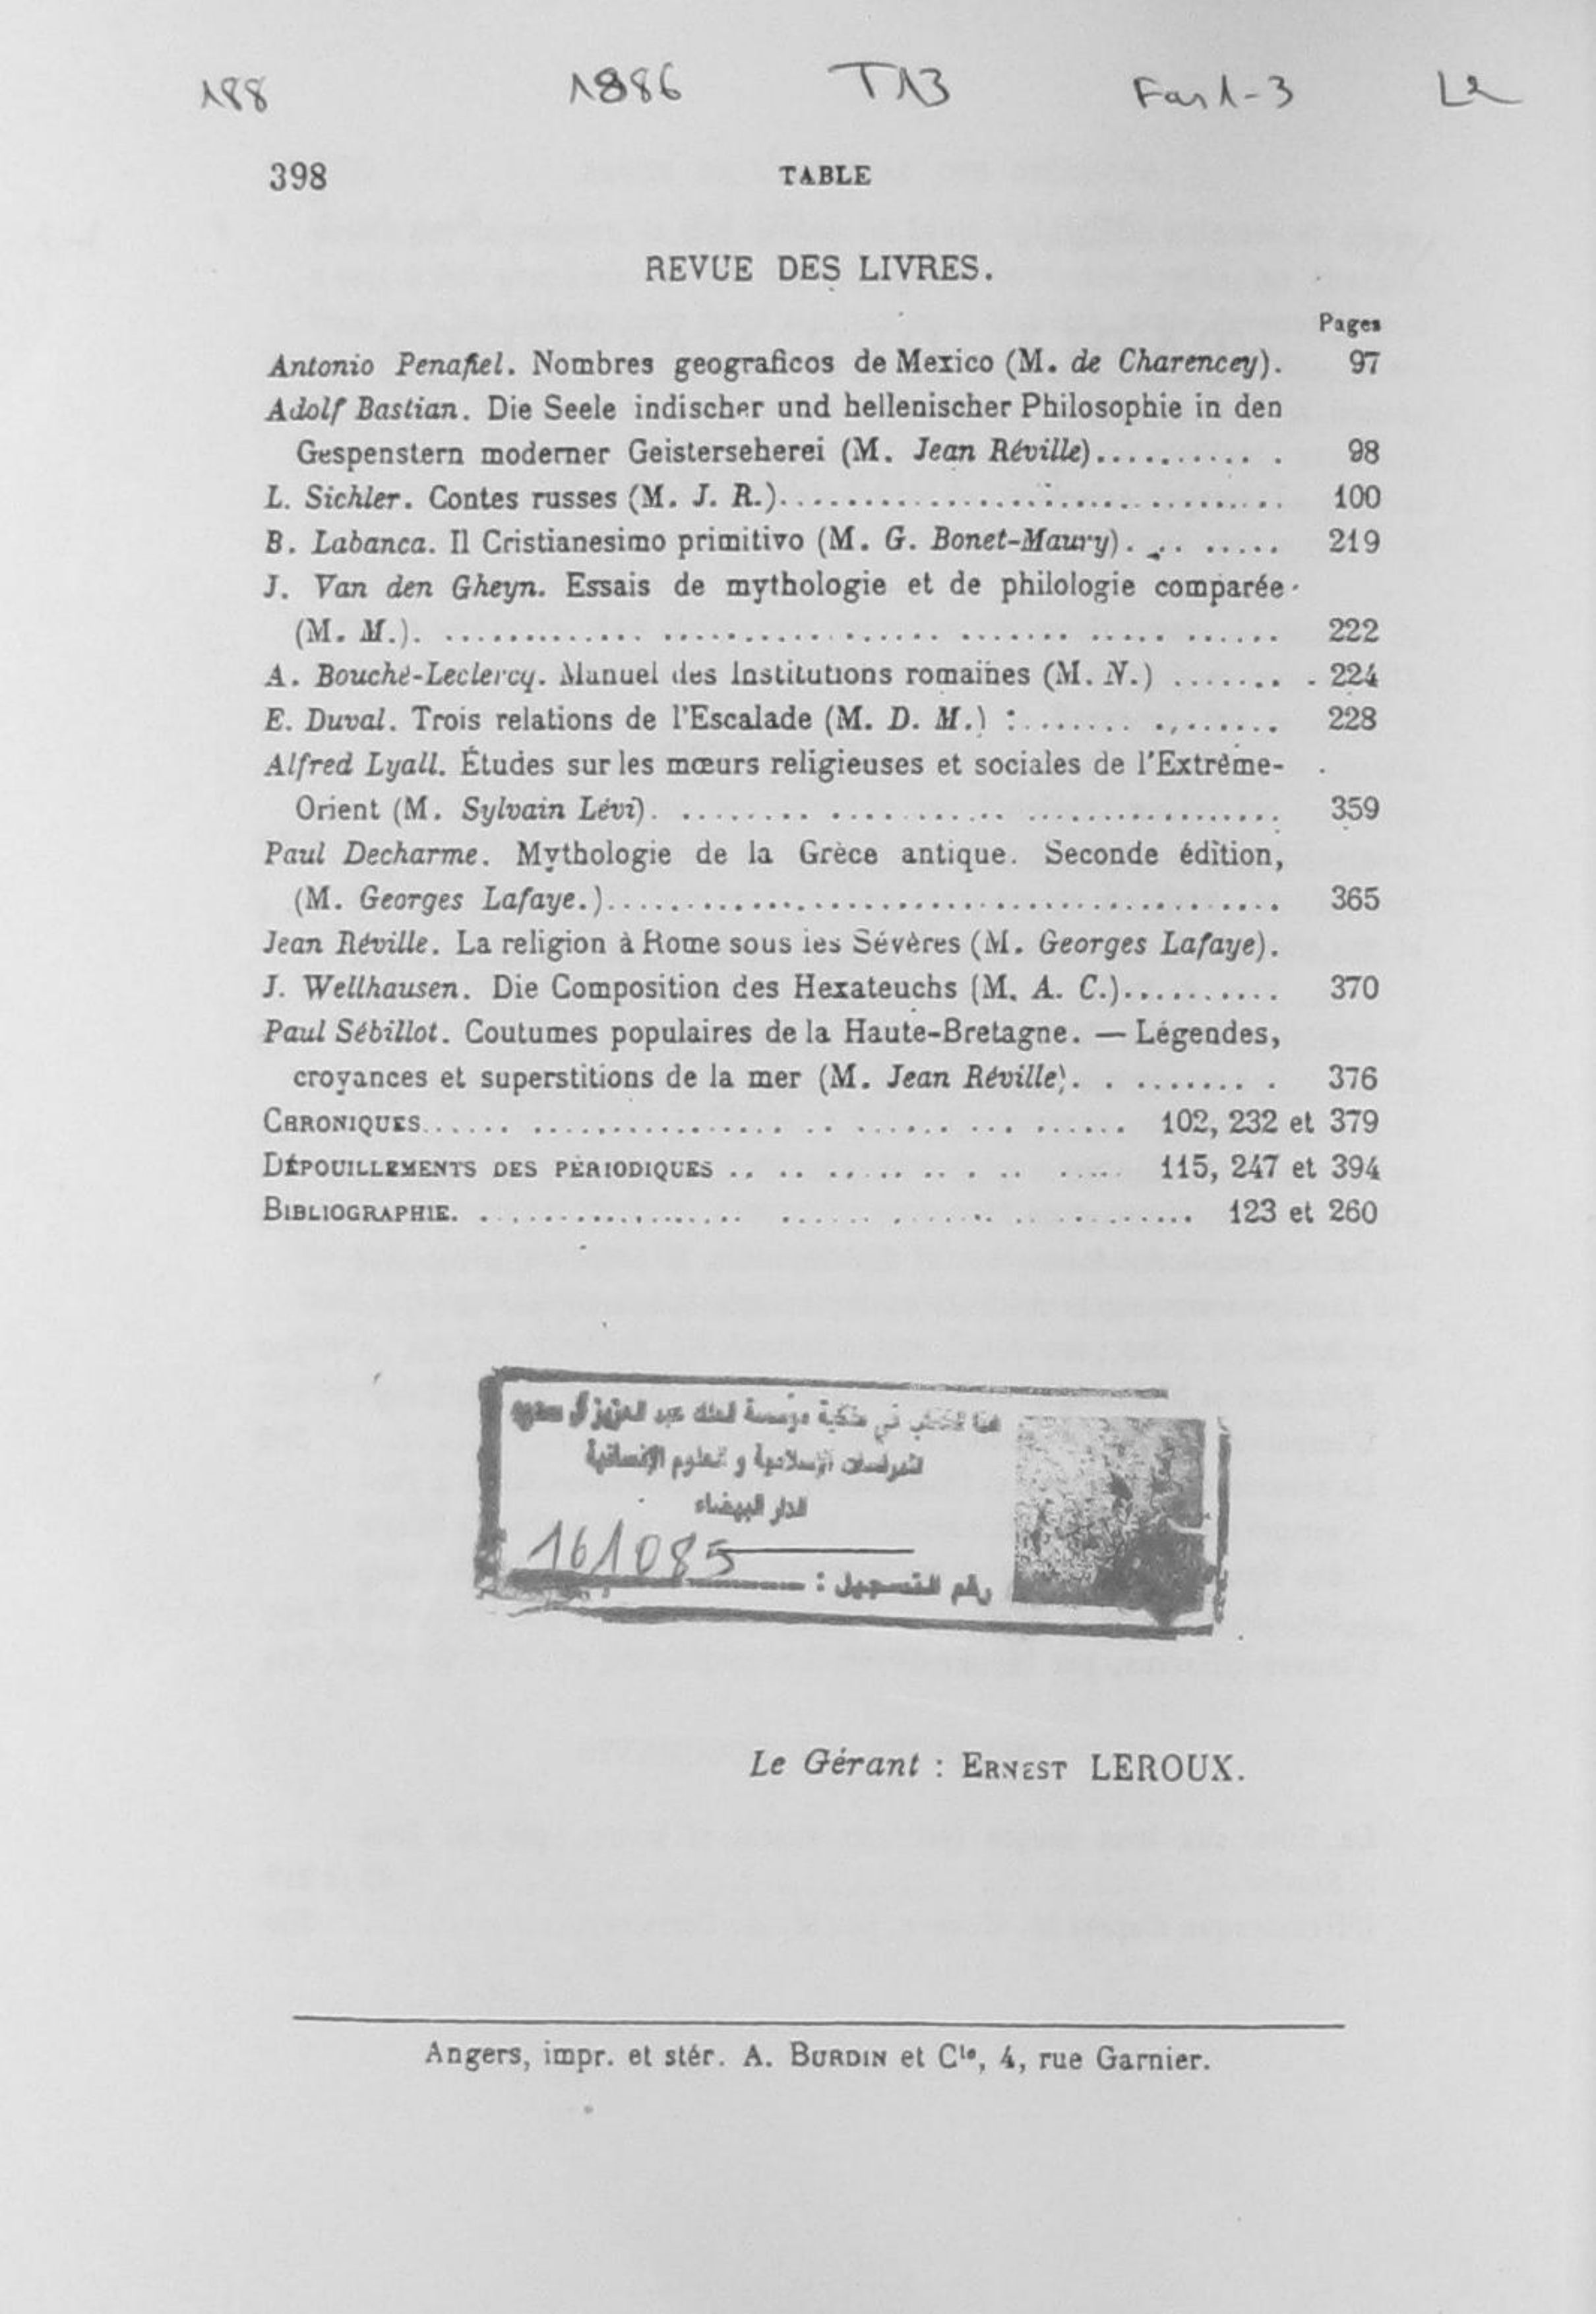 188 1886 T13 Fas 1-3
398 TABLE
REVUE DES LIVRES.
Pages
Antonio Penafiel. Nombres geograficos de Mexico (M. de Charencey). 97
Adolf Bastian. Die Seele indischer und hellenischer Philosophie in den
Gespenstern moderner Geisterseherei (M. Jean Réville)........... . 98
L. Sichler. Contes russes (M. J. R.)................................ 100
B. Labanca. Il Cristianesimo primitivo (M. G. Bonet-Maury). .. ..... 219
J. Van den Gheyn. Essais de mythologie et de philologie comparée
(M. M.). ............. ................. ....... ..... ...... 222
A. Bouché-Leclercq. Manuel des Institutions romaines (M. N.) ....... . 224
E. Duval. Trois relations de l'Escalade (M. D. M.) :....... ........ 228
Alfred Lyall. Études sur les mœurs religieuses et sociales de l'Extrême-
Orient (M. Sylvain Lévi). ........ ........... ................ 359
Paul Decharme. Mythologie de la Grèce antique. Seconde édition,
(M. Georges Lafaye.).......................................... 365
Jean Réville. La religion à Rome sous les Sévères (M. Georges Lafaye).
J. Wellhausen. Die Composition des Hexateuchs (M. A. C.).......... 370
Paul Sébillot. Coutumes populaires de la Haute-Bretagne. — Légendes,
croyances et superstitions de la mer (M. Jean Réville). . ........ . 376
CHRONIQUES...... ................ .. ...... ... ...... 102, 232 et 379
DÉPOUILLEMENTS DES PÉRIODIQUES .. .. ..... .. . .. ..... 115, 247 et 394
BIBLIOGRAPHIE. ................. ...... ...... .. .......... 123 et 260
هذا الكتاب في ملكية مؤسسة الملك عبد العزيز آل سعود
للدراسات الإسلامية و العلوم الإنسانية
الدار البيضاء
161085
رقم التسجيل :
Le Gérant : ERNEST LEROUX.
Angers, impr. et stér. A. BURDIN et Cie, 4, rue Garnier.